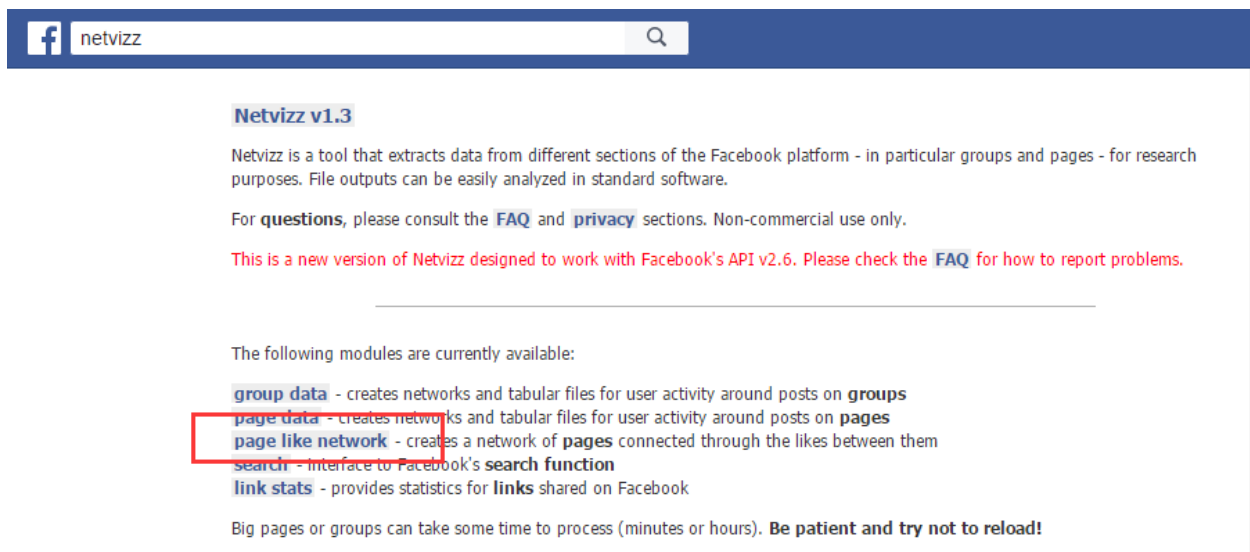 netvizz
Netvizz v1.3
Netvizz is a tool that extracts data from different sections of the Facebook platform - in particular groups and pages - for research
purposes. File outputs can be easily analyzed in standard software.
For questions, please consult the FAQ and privacy sections. Non-commercial use only.
This is a new version of Netvizz designed to work with Facebook's API v2.6. Please check the FAQ for how to report problems.
The following modules are currently available:
group data - creates networks and tabular files for user activity around posts on groups
page data - creates networks and tabular files for user activity around posts on pages
page like network - creates a network of pages connected through the likes between them
search - interface to Facebook's search function
link stats - provides statistics for links shared on Facebook
Big pages or groups can take some time to process (minutes or hours). Be patient and try not to reload!